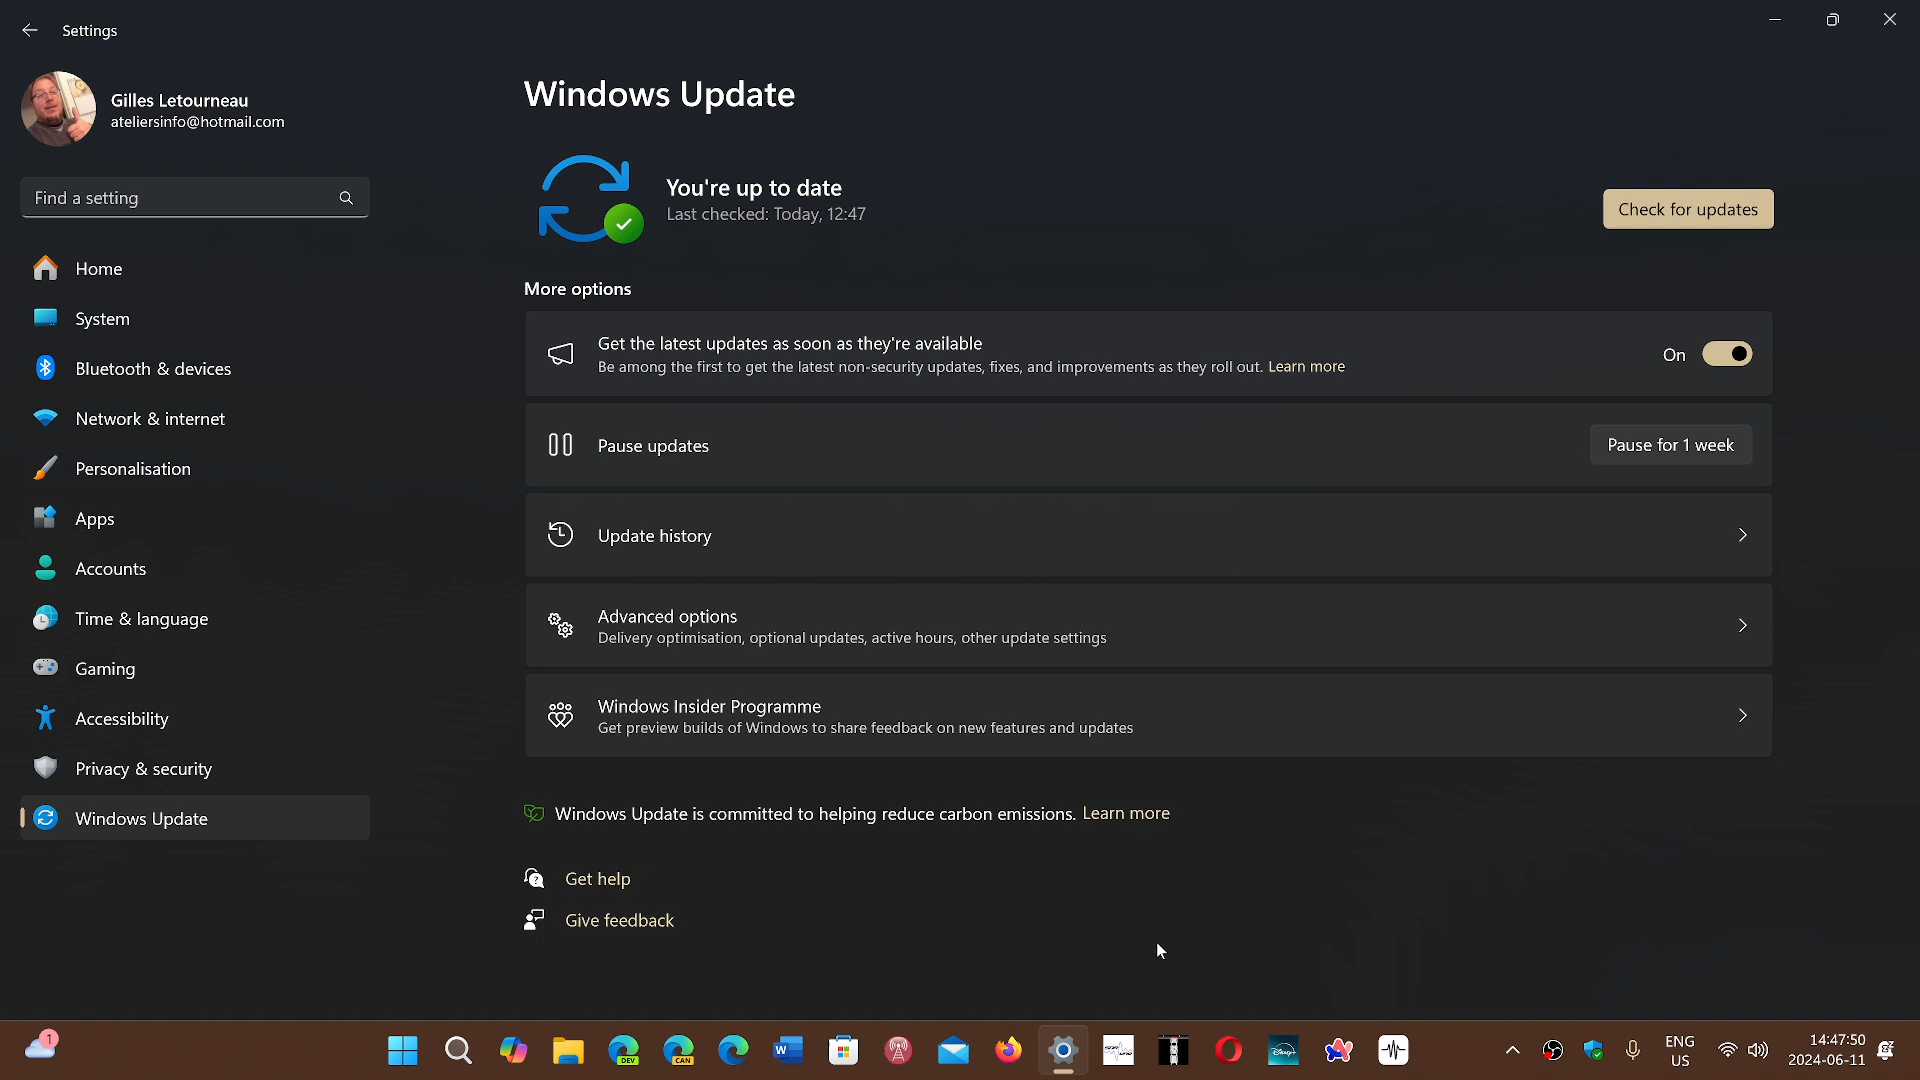 Settings
Gilles Letourneau
ateliersinfo@hotmail.com
Find a setting
Home
System
Bluetooth & devices
Network & internet
Personalisation
Apps
Accounts
Time & language
Gaming
Accessibility
Privacy & security
Windows Update
Windows Update
You're up to date
Last checked: Today, 12:47
Check for updates
More options
Get the latest updates as soon as they're available
Be among the first to get the latest non-security updates, fixes, and improvements as they roll out. Learn more
On
Pause updates
Pause for 1 week
Update history
Advanced options
Delivery optimisation, optional updates, active hours, other update settings
Windows Insider Programme
Get preview builds of Windows to share feedback on new features and updates
Windows Update is committed to helping reduce carbon emissions. Learn more
Get help
Give feedback
1
DEV
CAN
W
Disney+
ENG
US
14:47:50
2024-06-11